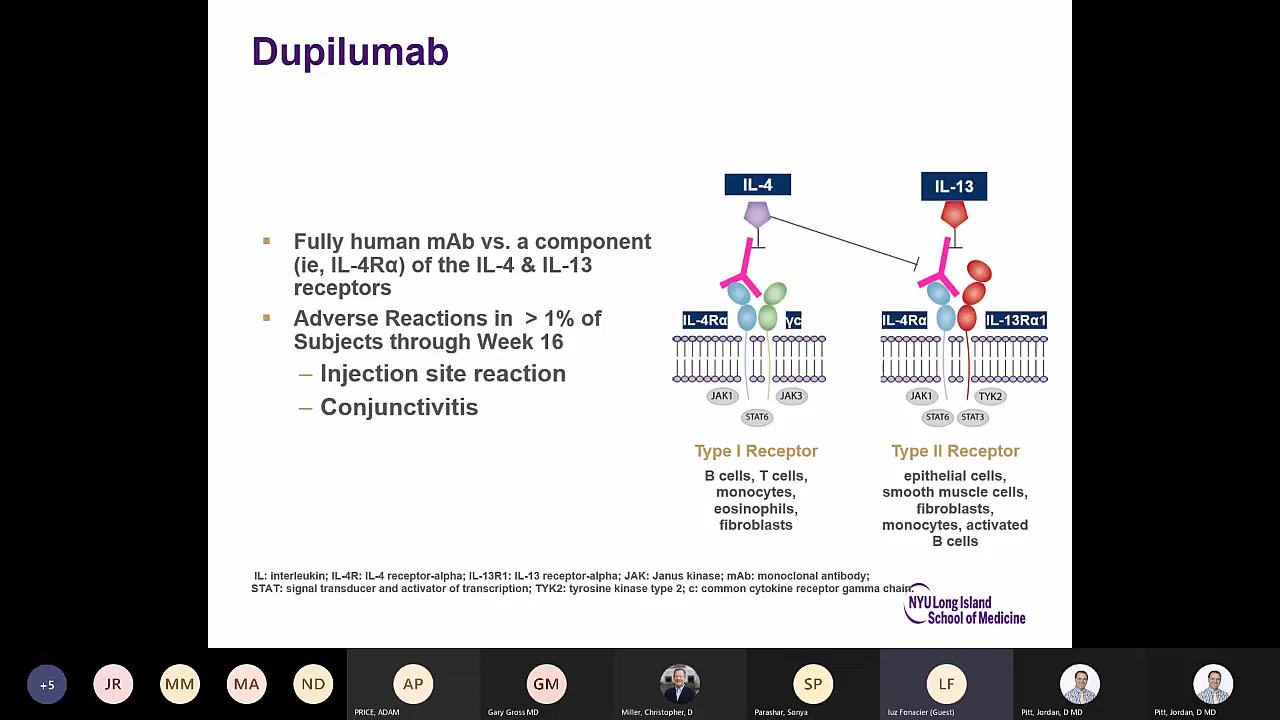 Dupilumab
▪ Fully human mAb vs. a component
(ie, IL-4Rα) of the IL-4 & IL-13
receptors
▪ Adverse Reactions in > 1% of
Subjects through Week 16
– Injection site reaction
– Conjunctivitis
IL-4
IL-13
IL-4Rα
γc
IL-4Rα
IL-13Rα1
JAK1
JAK3
STAT6
JAK1
TYK2
STAT6
STAT3
Type I Receptor
B cells, T cells,
monocytes,
eosinophils,
fibroblasts
Type II Receptor
epithelial cells,
smooth muscle cells,
fibroblasts,
monocytes, activated
B cells
IL: interleukin; IL-4R: IL-4 receptor-alpha; IL-13R1: IL-13 receptor-alpha; JAK: Janus kinase; mAb: monoclonal antibody;
STAT: signal transducer and activator of transcription; TYK2: tyrosine kinase type 2; c: common cytokine receptor gamma chain.
NYU Long Island
School of Medicine
+5
JR
MM
MA
ND
AP
PRICE, ADAM
GM
Gary Gross MD
Miller, Christopher, D
SP
Parashar, Sonya
LF
luz Fonacier (Guest)
Pitt, Jordan, D MD
Pitt, Jordan, D MD